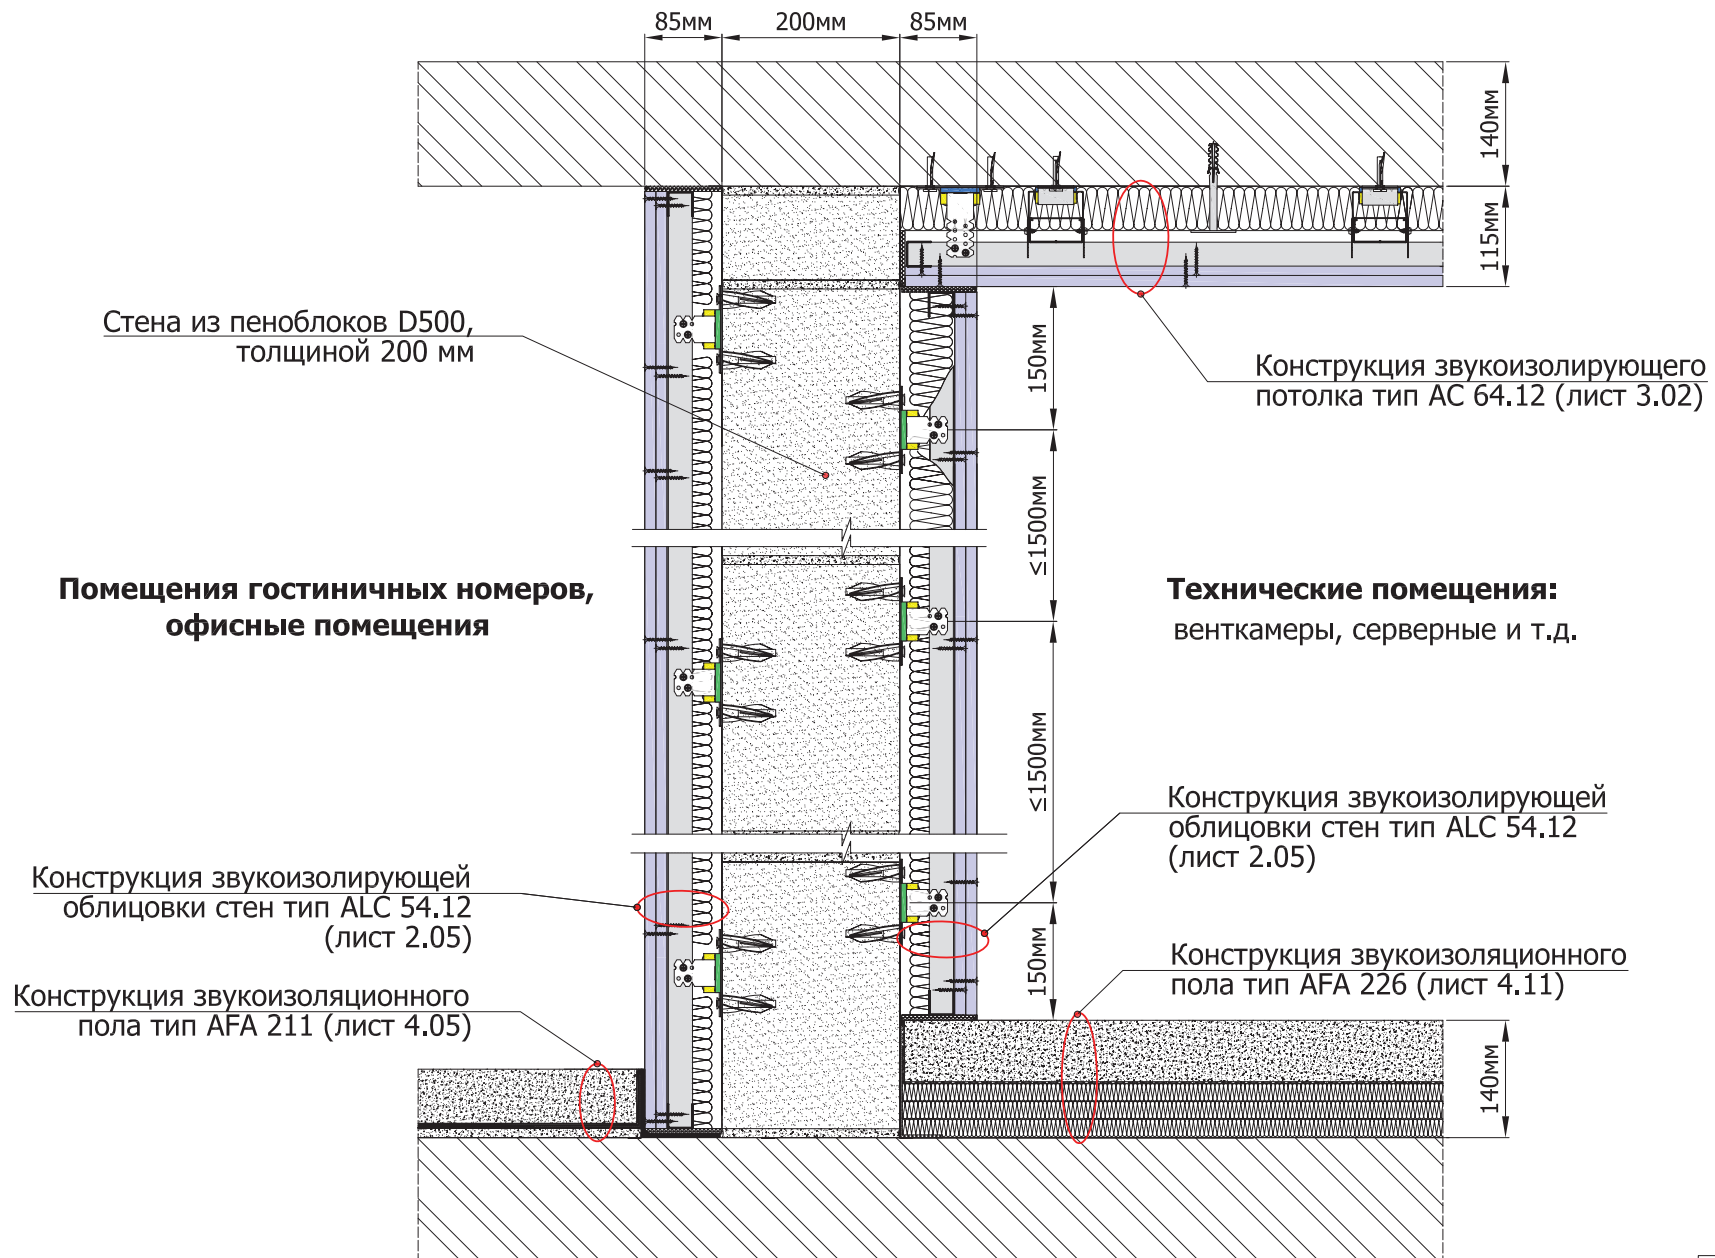 85мм
200мм
85мм
140мм
115мм
Стена из пеноблоков D500,
толщиной 200 мм
150мм
Конструкция звукоизолирующего
потолка тип АС 64.12 (лист 3.02)
≤1500мм
Помещения гостиничных номеров,
офисные помещения
Технические помещения:
венткамеры, серверные и т.д.
≤1500мм
Конструкция звукоизолирующей
облицовки стен тип ALC 54.12
(лист 2.05)
Конструкция звукоизолирующей
облицовки стен тип ALC 54.12
(лист 2.05)
150мм
Конструкция звукоизоляционного
пола тип AFA 226 (лист 4.11)
Конструкция звукоизоляционного
пола тип AFA 211 (лист 4.05)
140мм